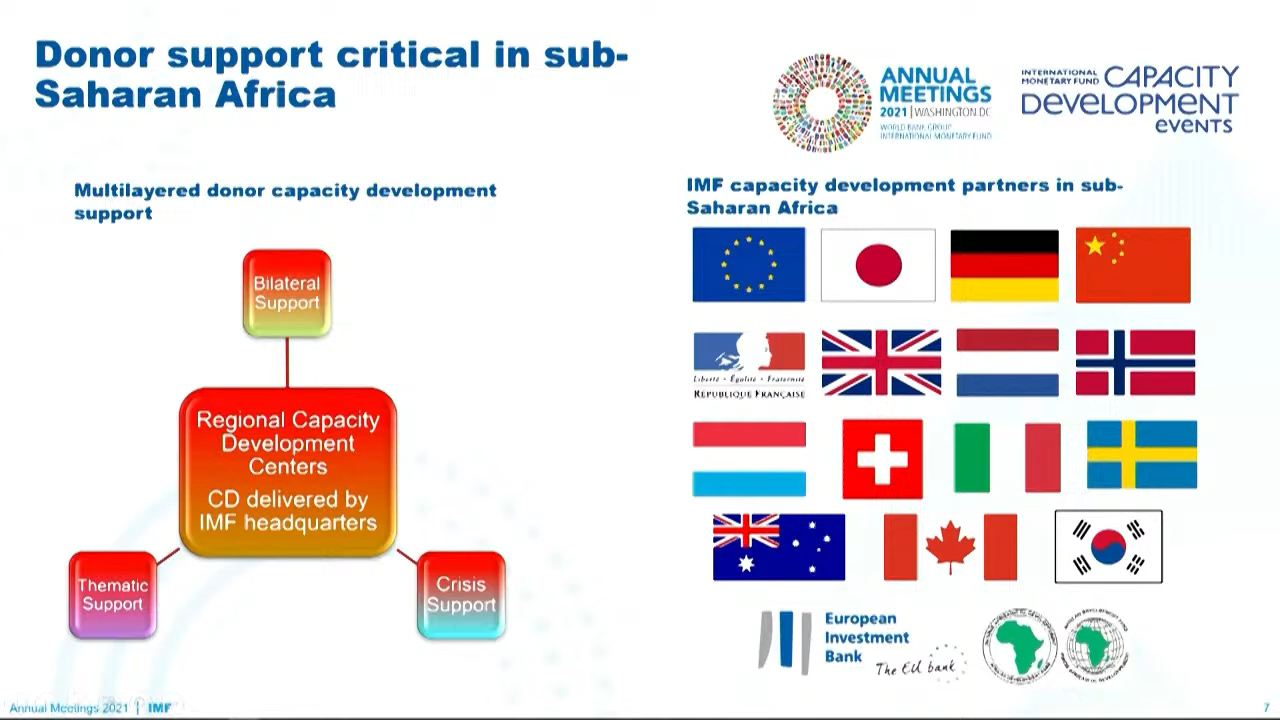 Donor support critical in sub-
Saharan Africa
ANNUAL
MEETINGS
2021 | WASHINGTON DC
WORLD BANK GROUP
INTERNATIONAL MONETARY FUND
INTERNATIONAL
MONETARY FUND CAPACITY
DEVELOPMENT
EVENTS
Multilayered donor capacity development
support
Bilateral
Support
Regional Capacity
Development
Centers
CD delivered by
IMF headquarters
Thematic
Support
Crisis
Support
IMF capacity development partners in sub-
Saharan Africa
Liberté • Égalité • Fraternité
RÉPUBLIQUE FRANÇAISE
European
Investment
Bank
The EU bank
Annual Meetings 2021 | IMF
7